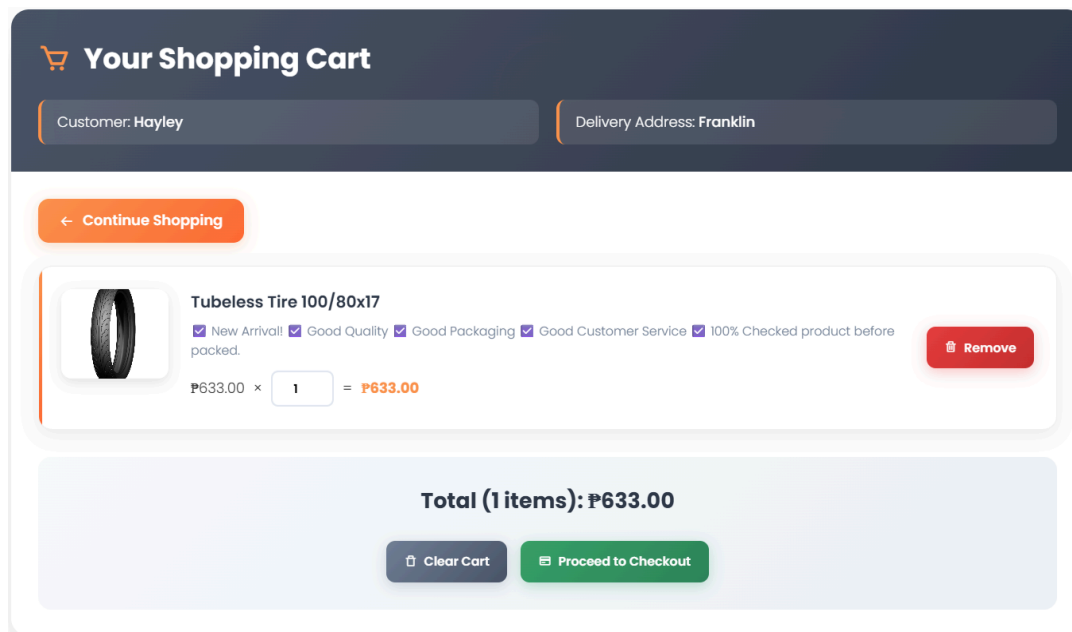 Your Shopping Cart
Customer: Hayley
Delivery Address: Franklin
← Continue Shopping
Tubeless Tire 100/80x17
☑ New Arrival! ☑ Good Quality ☑ Good Packaging ☑ Good Customer Service ☑ 100% Checked product before
packed.
₱633.00 × 1 = ₱633.00
Remove
Total (1 items): ₱633.00
Clear Cart
Proceed to Checkout